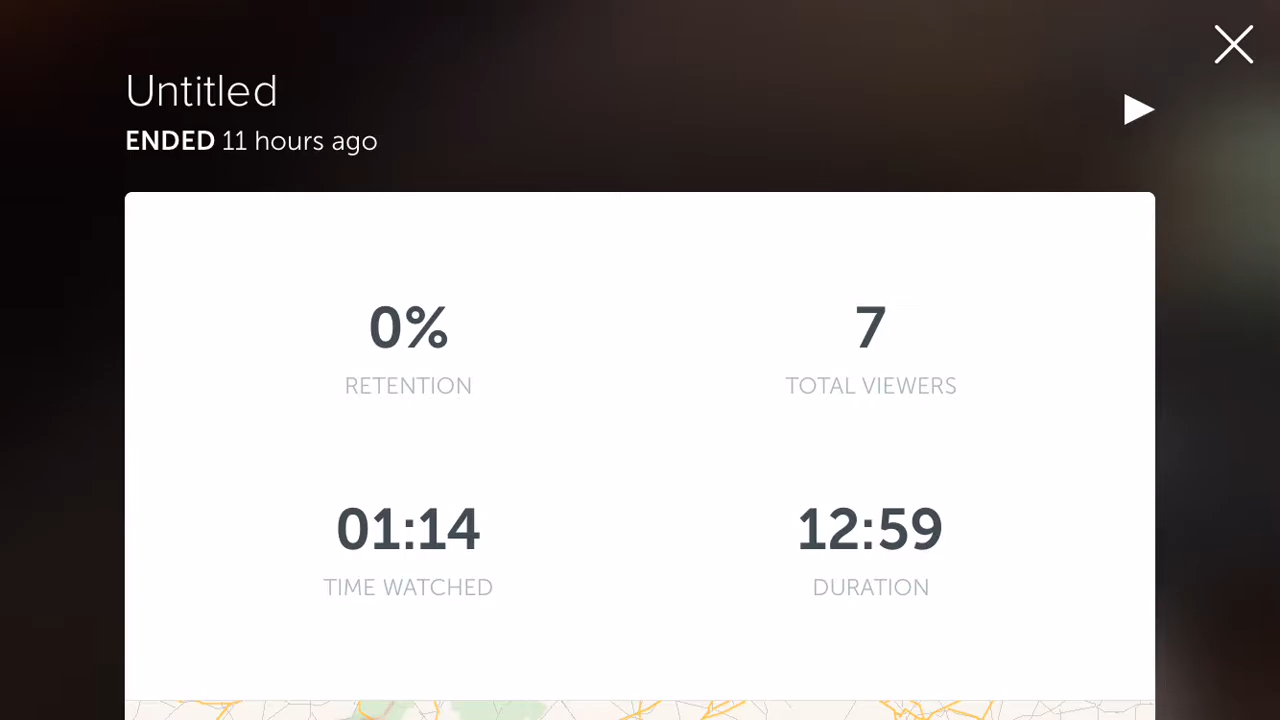 Untitled
ENDED 11 hours ago
0%
RETENTION
7
TOTAL VIEWERS
01:14
TIME WATCHED
12:59
DURATION